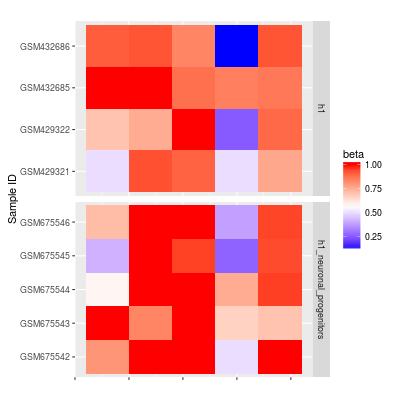 GSM432686
GSM432685
GSM429322
GSM429321
h1
GSM675546
GSM675545
GSM675544
GSM675543
GSM675542
h1_neuronal_progenitors
Sample ID
beta
1.00
0.75
0.50
0.25